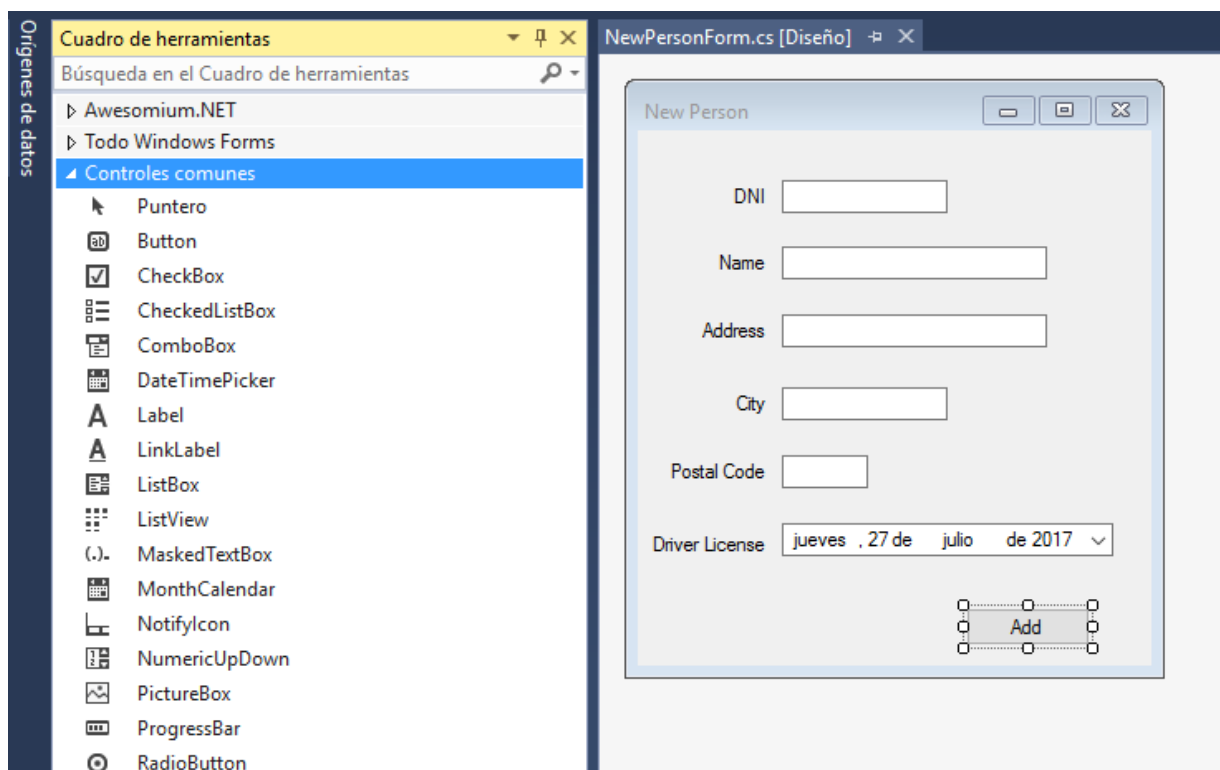 Orígenes de datos
Cuadro de herramientas
Búsqueda en el Cuadro de herramientas
Awesomium.NET
Todo Windows Forms
Controles comunes
Puntero
Button
CheckBox
CheckedListBox
ComboBox
DateTimePicker
Label
LinkLabel
ListBox
ListView
MaskedTextBox
MonthCalendar
NotifyIcon
NumericUpDown
PictureBox
ProgressBar
RadioButton
NewPersonForm.cs [Diseño]
New Person
DNI
Name
Address
City
Postal Code
Driver License jueves , 27 de julio de 2017
Add